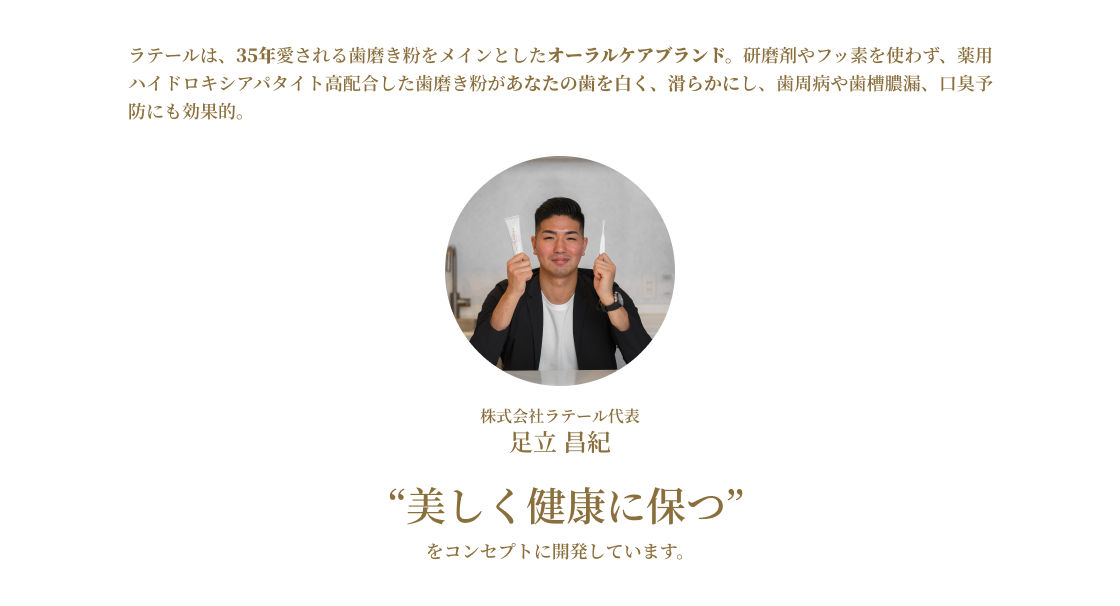 ラテールは、35年愛される歯磨き粉をメインとしたオーラルケアブランド。研磨剤やフッ素を使わず、薬用
ハイドロキシアパタイト高配合した歯磨き粉があなたの歯を白く、滑らかにし、歯周病や歯槽膿漏、口臭予
防にも効果的。
株式会社ラテール代表
足立 昌紀
“美しく健康に保つ”
をコンセプトに開発しています。